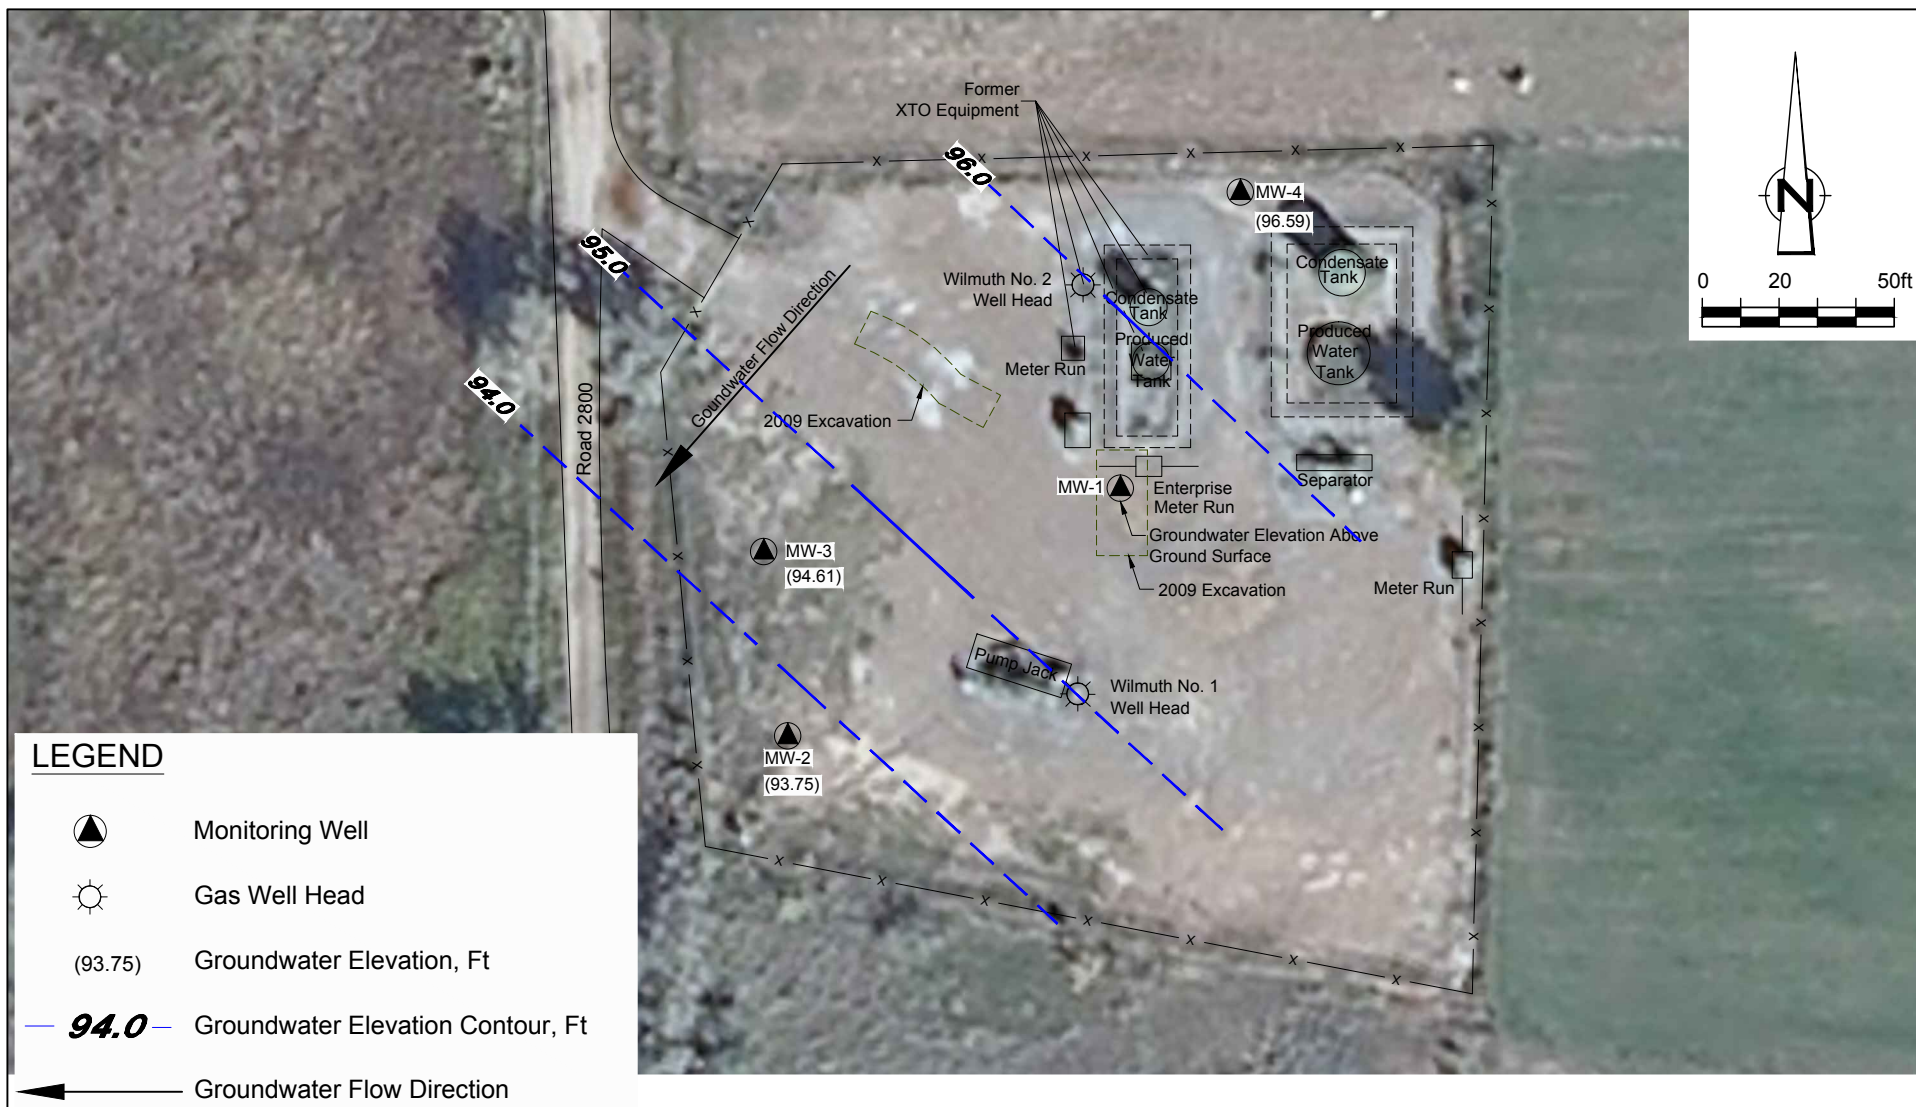 Former
XTO Equipment
96.0
MW-4
(96.59)
N
0 20 50ft
95.0
Condensate
Tank
Wilmuth No. 2
Well Head
Condensate
Tank
Goundwater Flow Direction
Produced
Water
Tank
Produced
Water
Tank
Meter Run
94.0
2009 Excavation
Road 2800
Separator
MW-1
Enterprise
Meter Run
Groundwater Elevation Above
Ground Surface
MW-3
(94.61)
2009 Excavation
Meter Run
Pump Jack
Wilmuth No. 1
Well Head
MW-2
(93.75)
LEGEND
Monitoring Well
Gas Well Head
(93.75) Groundwater Elevation, Ft
94.0 Groundwater Elevation Contour, Ft
Groundwater Flow Direction